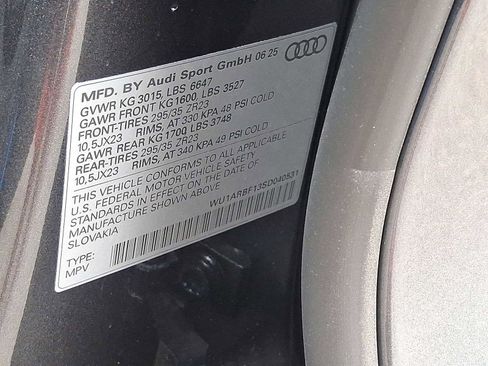 MFD. BY Audi Sport GmbH 06 25
GVWR KG 3015, LBS 6647
GAWR FRONT KG1600, LBS 3527
FRONT-TIRES 295/35 ZR23
10,5JX23 RIMS, AT 330 KPA 48 PSI COLD
GAWR REAR KG 1700 LBS 3748
REAR-TIRES 295/35 ZR23
10,5JX23 RIMS, AT 340 KPA 49 PSI COLD
THIS VEHICLE CONFORMS TO ALL APPLICABLE
U.S. FEDERAL MOTOR VEHICLE SAFETY
STANDARDS IN EFFECT ON THE DATE OF
MANUFACTURE SHOWN ABOVE.
SLOVAKIA
WU1ARBF13SD040531
TYPE:
MPV